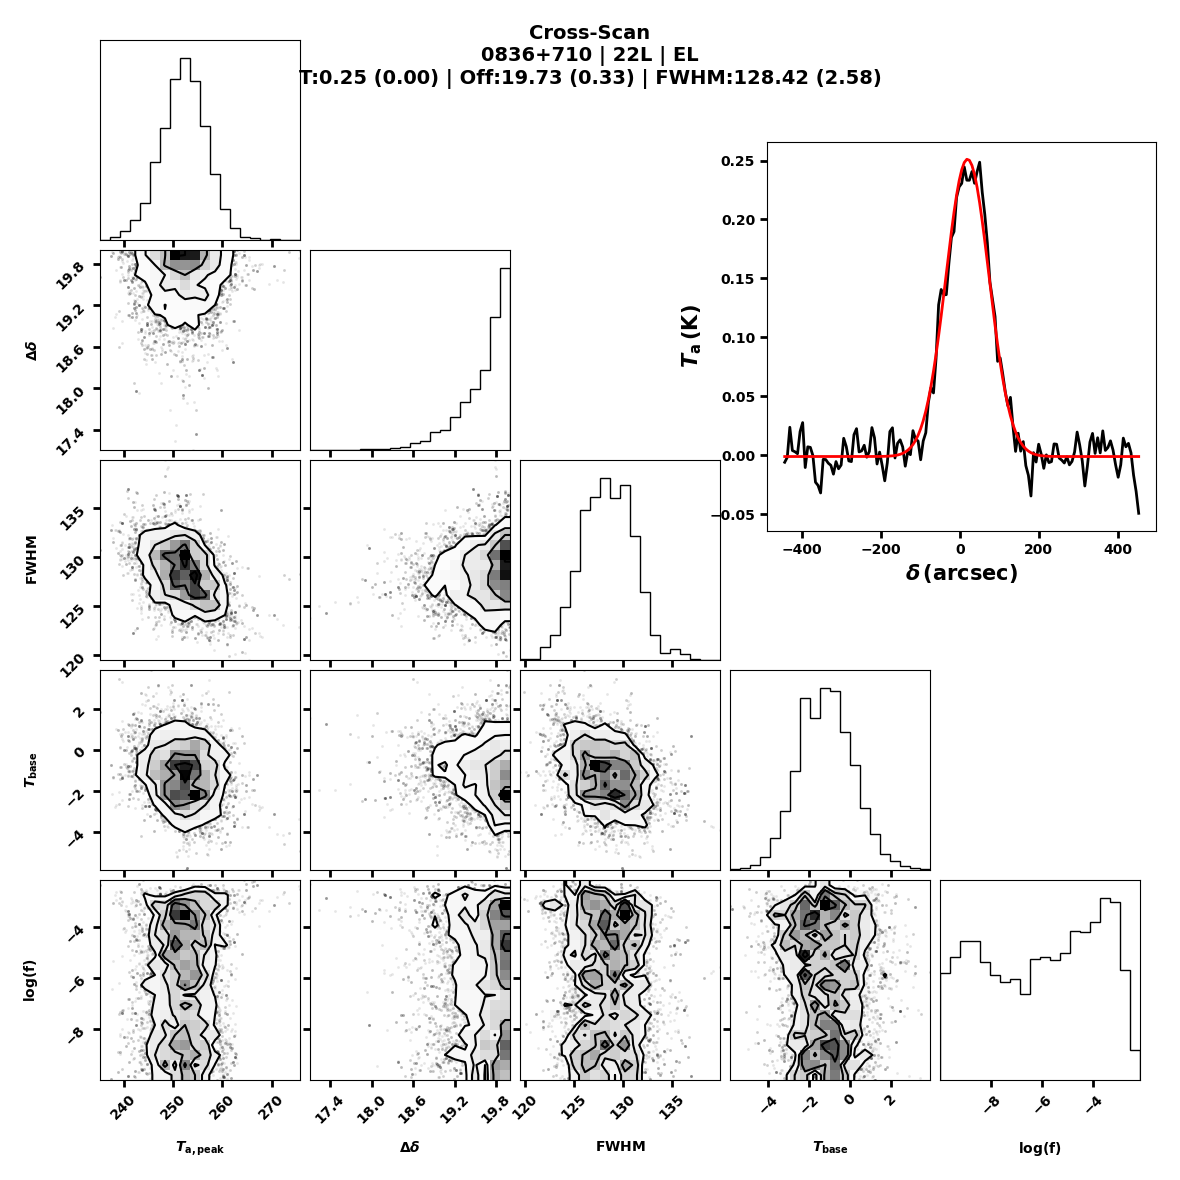 Cross-Scan
0836+710 | 22L | EL
T:0.25 (0.00) | Off:19.73 (0.33) | FWHM:128.42 (2.58)
0.25
0.20
0.15
0.10
0.05
0.00
−0.05
Ta (K)
−400 −200 0 200 400
δ (arcsec)
19.8
19.2
18.6
18.0
17.4
Δδ
135
130
125
120
FWHM
2
0
−2
−4
Tbase
−4
−6
−8
log(f)
240 250 260 270
17.4 18.0 18.6 19.2 19.8
120 125 130 135
−4 −2 0 2
−8 −6 −4
Ta, peak
Δδ
FWHM
Tbase
log(f)